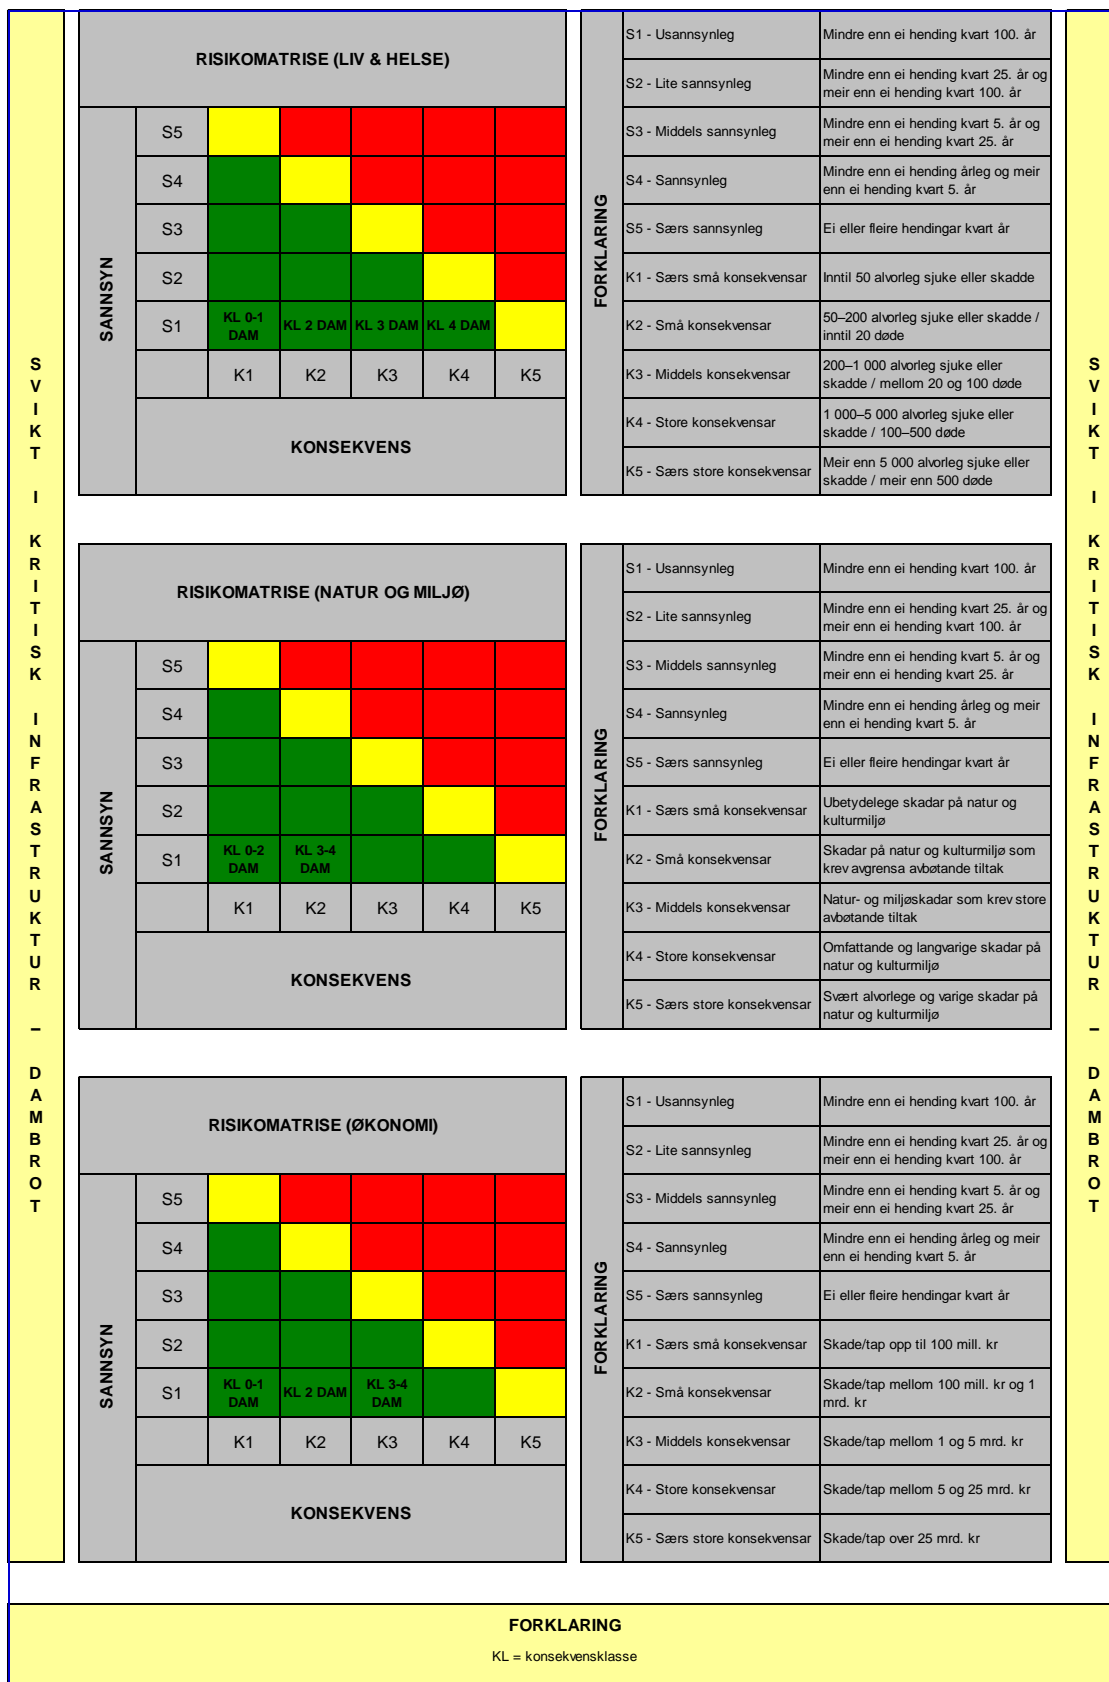 SVIKT I KRITISK INFRASTRUKTUR – DAMBROT
RISIKOMATRISE (LIV & HELSE)
SANNSYN
S5
S4
S3
S2
S1
KL 0-1
DAM
KL 2 DAM
KL 3 DAM
KL 4 DAM
K1
K2
K3
K4
K5
KONSEKVENS
FORKLARING
S1 - Usannsynleg
Mindre enn ei hending kvart 100. år
S2 - Lite sannsynleg
Mindre enn ei hending kvart 25. år og
meir enn ei hending kvart 100. år
S3 - Middels sannsynleg
Mindre enn ei hending kvart 5. år og
meir enn ei hending kvart 25. år
S4 - Sannsynleg
Mindre enn ei hending årleg og meir
enn ei hending kvart 5. år
S5 - Særs sannsynleg
Ei eller fleire hendingar kvart år
K1 - Særs små konsekvensar
Inntil 50 alvorleg sjuke eller skadde
K2 - Små konsekvensar
50–200 alvorleg sjuke eller skadde /
inntil 20 døde
K3 - Middels konsekvensar
200–1 000 alvorleg sjuke eller
skadde / mellom 20 og 100 døde
K4 - Store konsekvensar
1 000–5 000 alvorleg sjuke eller
skadde / 100–500 døde
K5 - Særs store konsekvensar
Meir enn 5 000 alvorleg sjuke eller
skadde / meir enn 500 døde
RISIKOMATRISE (NATUR OG MILJØ)
SANNSYN
S5
S4
S3
S2
S1
KL 0-2
DAM
KL 3-4
DAM
K1
K2
K3
K4
K5
KONSEKVENS
FORKLARING
S1 - Usannsynleg
Mindre enn ei hending kvart 100. år
S2 - Lite sannsynleg
Mindre enn ei hending kvart 25. år og
meir enn ei hending kvart 100. år
S3 - Middels sannsynleg
Mindre enn ei hending kvart 5. år og
meir enn ei hending kvart 25. år
S4 - Sannsynleg
Mindre enn ei hending årleg og meir
enn ei hending kvart 5. år
S5 - Særs sannsynleg
Ei eller fleire hendingar kvart år
K1 - Særs små konsekvensar
Ubetydelege skadar på natur og
kulturmiljø
K2 - Små konsekvensar
Skadar på natur og kulturmiljø som
krev avgrensa avbøtande tiltak
K3 - Middels konsekvensar
Natur- og miljøskadar som krev store
avbøtande tiltak
K4 - Store konsekvensar
Omfattande og langvarige skadar på
natur og kulturmiljø
K5 - Særs store konsekvensar
Svært alvorlege og varige skadar på
natur og kulturmiljø
RISIKOMATRISE (ØKONOMI)
SANNSYN
S5
S4
S3
S2
S1
KL 0-1
DAM
KL 2 DAM
KL 3-4
DAM
K1
K2
K3
K4
K5
KONSEKVENS
FORKLARING
S1 - Usannsynleg
Mindre enn ei hending kvart 100. år
S2 - Lite sannsynleg
Mindre enn ei hending kvart 25. år og
meir enn ei hending kvart 100. år
S3 - Middels sannsynleg
Mindre enn ei hending kvart 5. år og
meir enn ei hending kvart 25. år
S4 - Sannsynleg
Mindre enn ei hending årleg og meir
enn ei hending kvart 5. år
S5 - Særs sannsynleg
Ei eller fleire hendingar kvart år
K1 - Særs små konsekvensar
Skade/tap opp til 100 mill. kr
K2 - Små konsekvensar
Skade/tap mellom 100 mill. kr og 1
mrd. kr
K3 - Middels konsekvensar
Skade/tap mellom 1 og 5 mrd. kr
K4 - Store konsekvensar
Skade/tap mellom 5 og 25 mrd. kr
K5 - Særs store konsekvensar
Skade/tap over 25 mrd. kr
SVIKT I KRITISK INFRASTRUKTUR – DAMBROT
FORKLARING
KL = konsekvensklasse